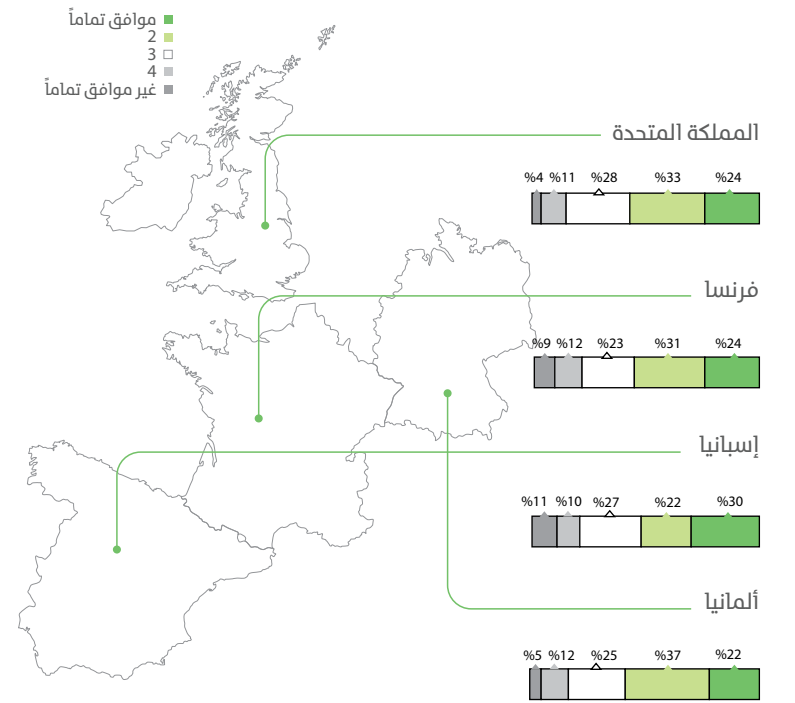 موافق تماماً
2
3
4
غير موافق تماماً
المملكة المتحدة
%24 %33 %28 %11 %4
فرنسا
%24 %31 %23 %12 %9
إسبانيا
%30 %22 %27 %10 %11
ألمانيا
%22 %37 %25 %12 %5